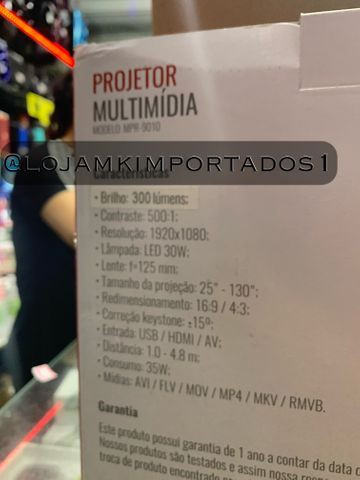 PROJETOR
MULTIMÍDIA
MODELO: MPR-9010
@LOJAMKIMPORTADOS1
Características
• Brilho: 300 lúmens;
• Contraste: 500:1;
• Resolução: 1920x1080;
• Lâmpada: LED 30W;
• Lente: f=125 mm;
• Tamanho da projeção: 25" - 130";
• Redimensionamento: 16:9 / 4:3;
• Correção keystone: ±15º;
• Entrada: USB / HDMI / AV;
• Distância: 1.0 - 4.8 m;
• Consumo: 35W;
• Mídias: AVI / FLV / MOV / MP4 / MKV / RMVB.
Garantia
Este produto possui garantia de 1 ano a contar da data d
Nossos produtos são testados e assim nossa
troca de produto encontrado